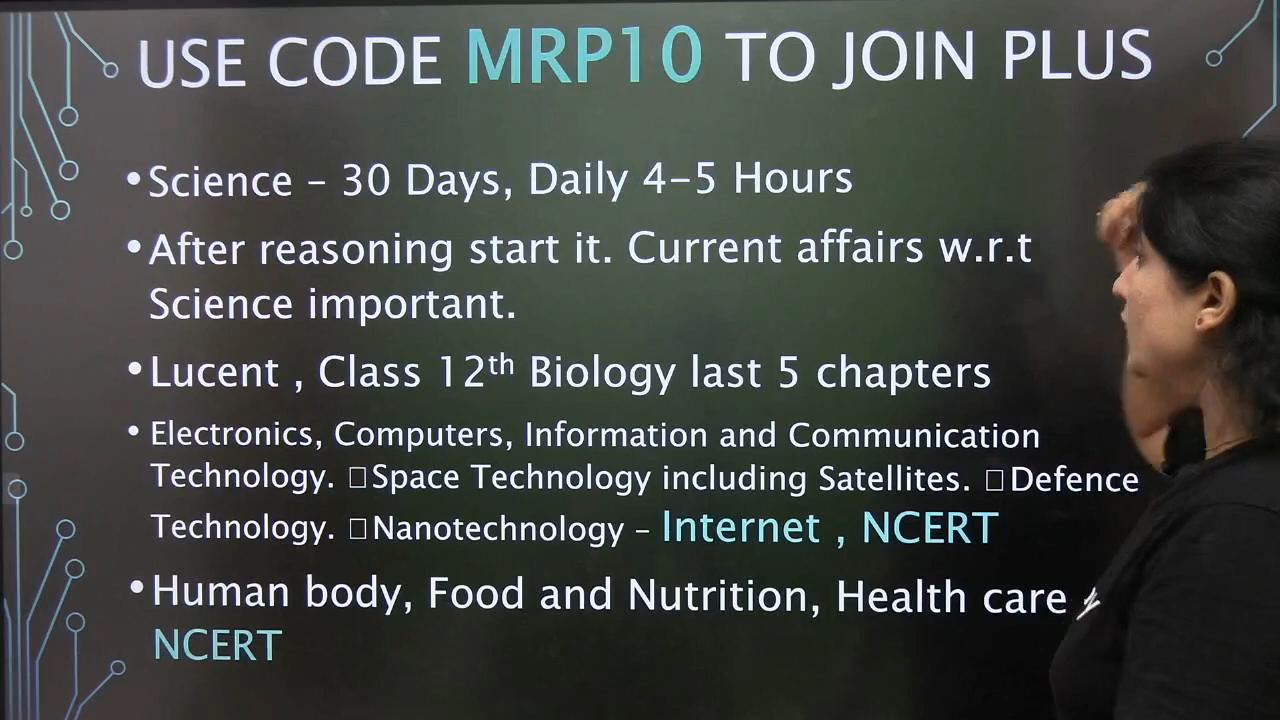 USE CODE MRP10 TO JOIN PLUS
•Science – 30 Days, Daily 4–5 Hours
•After reasoning start it. Current affairs w.r.t
Science important.
•Lucent , Class 12th Biology last 5 chapters
•Electronics, Computers, Information and Communication
Technology. □Space Technology including Satellites. □Defence
Technology. □Nanotechnology – Internet , NCERT
•Human body, Food and Nutrition, Health care
NCERT